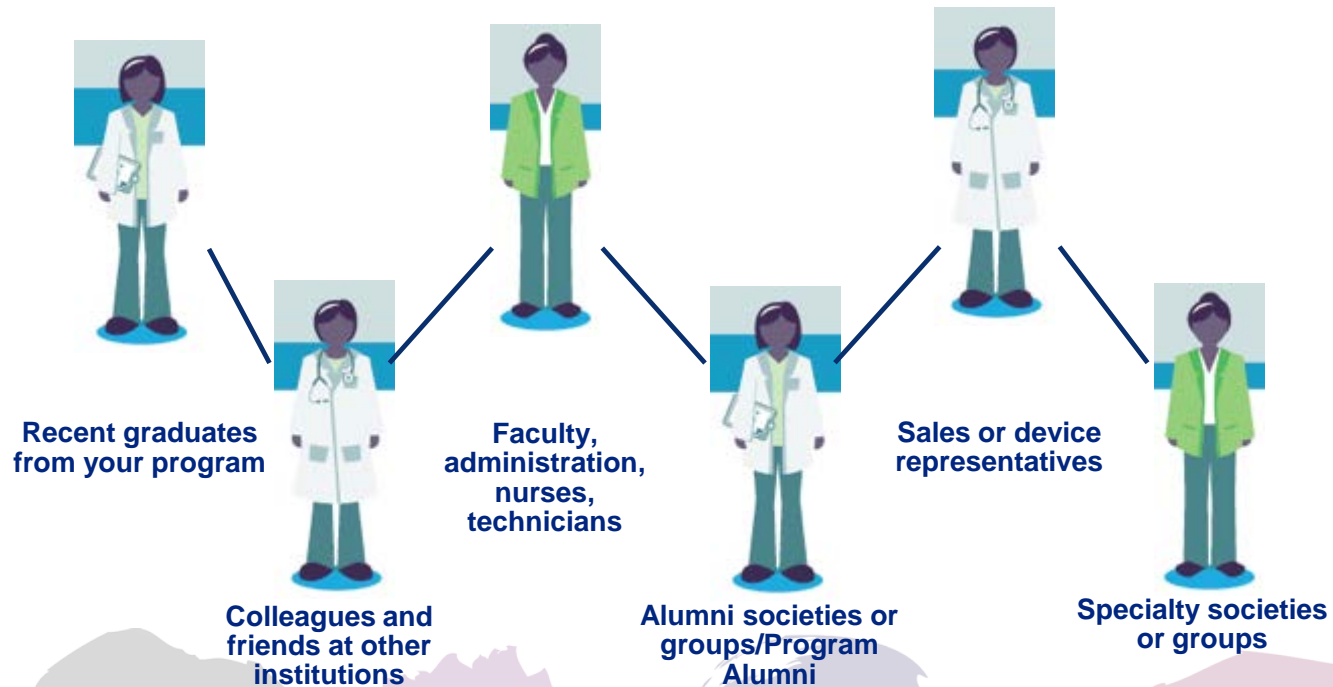 Recent graduates
from your program
Colleagues and
friends at other
institutions
Faculty,
administration,
nurses,
technicians
Alumni societies or
groups/Program
Alumni
Sales or device
representatives
Specialty societies
or groups